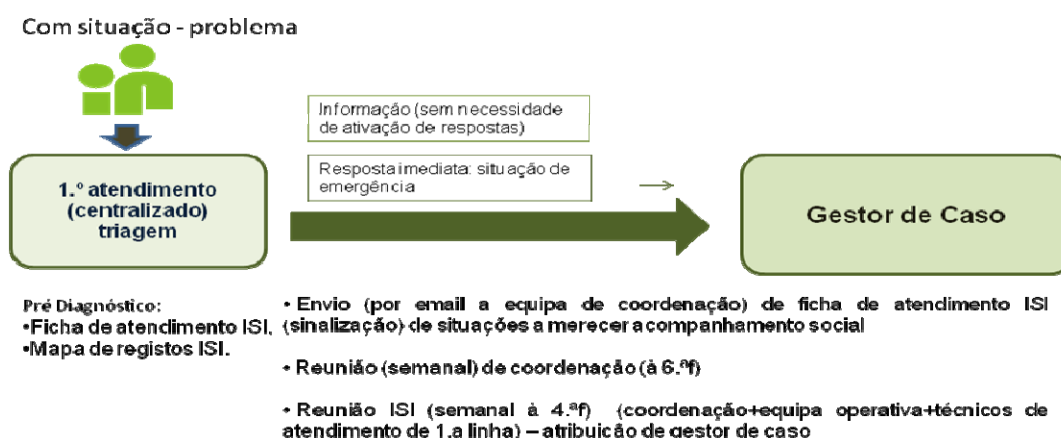 Com situação - problema
Informação (sem necessidade
de ativação de respostas)
Resposta imediata: situação de
emergência
1.º atendimento
(centralizado)
triagem
Gestor de Caso
Pré Diagnóstico:
•Ficha de atendimento ISI.
•Mapa de registos ISI.
• Envio (por email a equipa de coordenação) de ficha de atendimento ISI
(sinalização) de situações a merecer acompanhamento social
• Reunião (semanal) de coordenação (à 6.ªf)
• Reunião ISI (semanal à 4.ªf) (coordenação+equipa operativa+técnicos de
atendimento de 1.a linha) – atribuição de gestor de caso